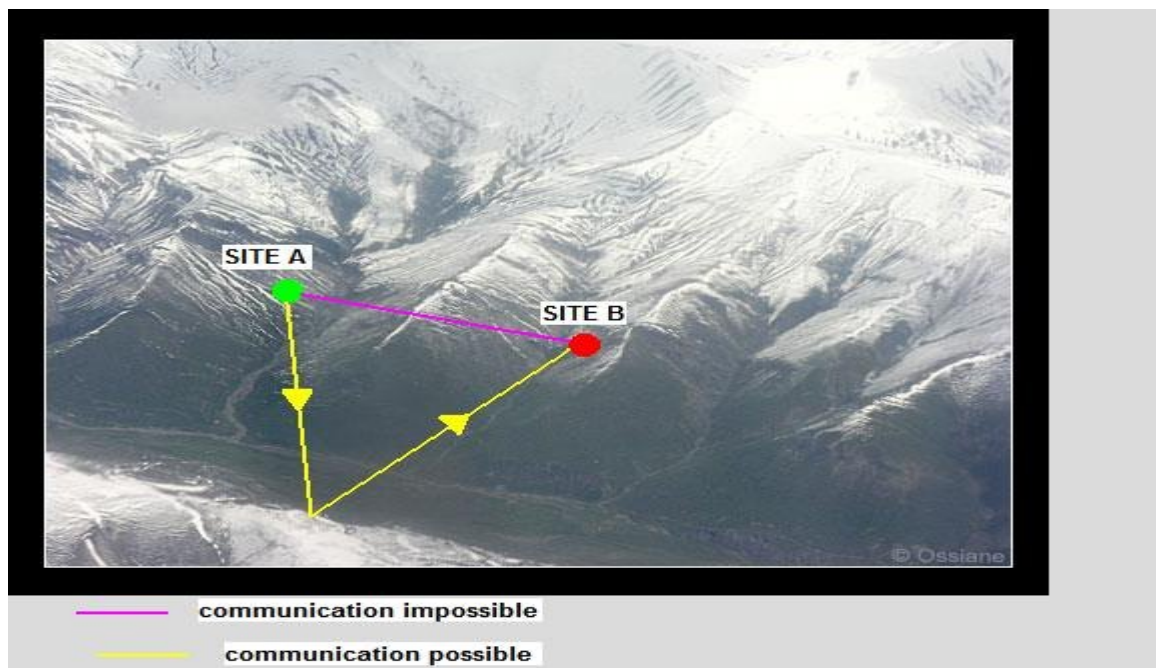 SITE A
SITE B
© Ossiane
communication impossible
communication possible